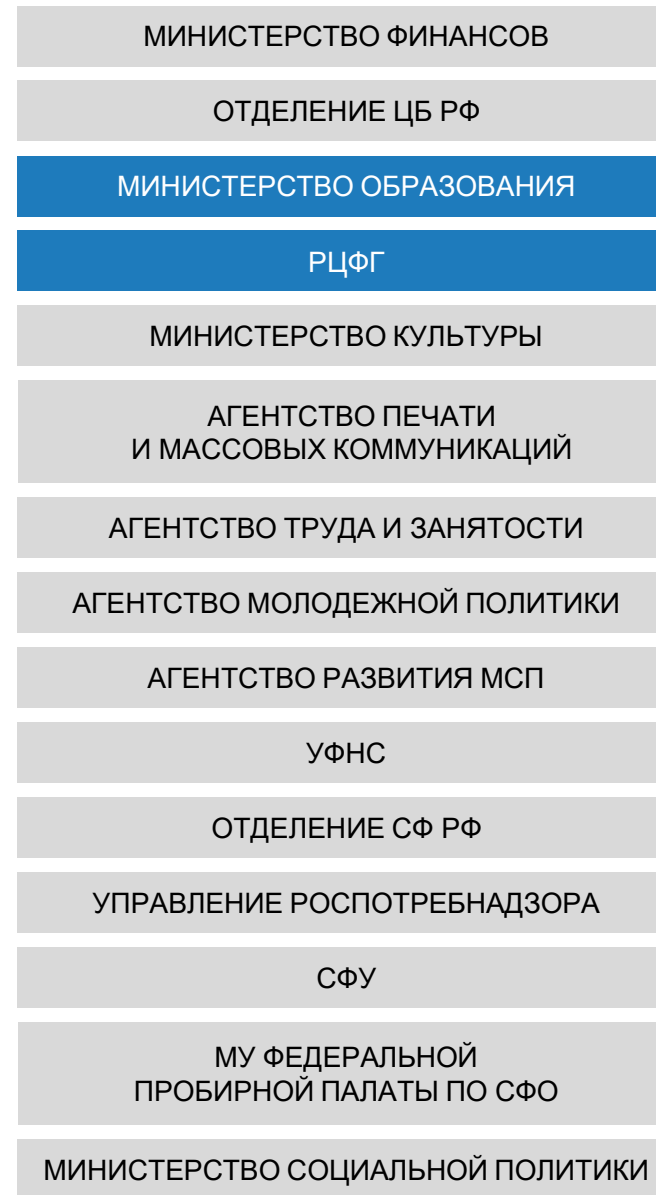 МИНИСТЕРСТВО ФИНАНСОВ
ОТДЕЛЕНИЕ ЦБ РФ
МИНИСТЕРСТВО ОБРАЗОВАНИЯ
РЦФГ
МИНИСТЕРСТВО КУЛЬТУРЫ
АГЕНТСТВО ПЕЧАТИ
И МАССОВЫХ КОММУНИКАЦИЙ
АГЕНТСТВО ТРУДА И ЗАНЯТОСТИ
АГЕНТСТВО МОЛОДЕЖНОЙ ПОЛИТИКИ
АГЕНТСТВО РАЗВИТИЯ МСП
УФНС
ОТДЕЛЕНИЕ СФ РФ
УПРАВЛЕНИЕ РОСПОТРЕБНАДЗОРА
СФУ
МУ ФЕДЕРАЛЬНОЙ
ПРОБИРНОЙ ПАЛАТЫ ПО СФО
МИНИСТЕРСТВО СОЦИАЛЬНОЙ ПОЛИТИКИ